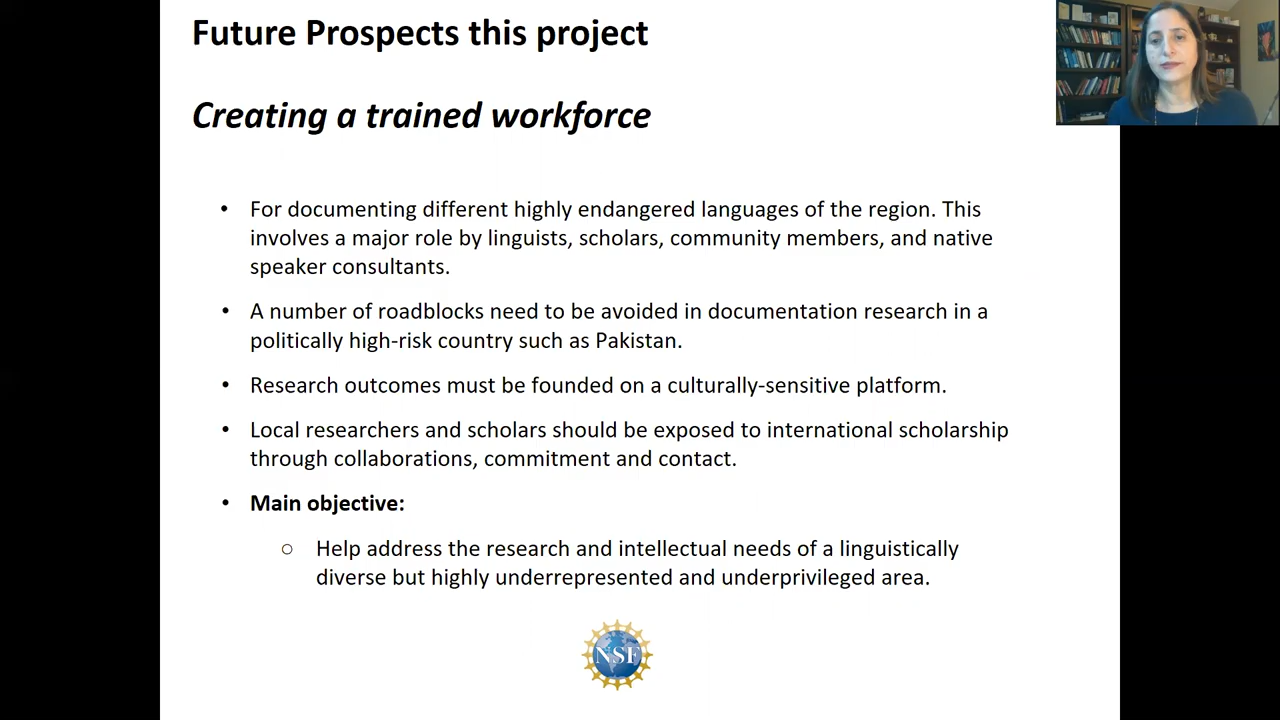 Future Prospects this project
Creating a trained workforce
• For documenting different highly endangered languages of the region. This
involves a major role by linguists, scholars, community members, and native
speaker consultants.
• A number of roadblocks need to be avoided in documentation research in a
politically high-risk country such as Pakistan.
• Research outcomes must be founded on a culturally-sensitive platform.
• Local researchers and scholars should be exposed to international scholarship
through collaborations, commitment and contact.
• Main objective:
○ Help address the research and intellectual needs of a linguistically
diverse but highly underrepresented and underprivileged area.
NSF